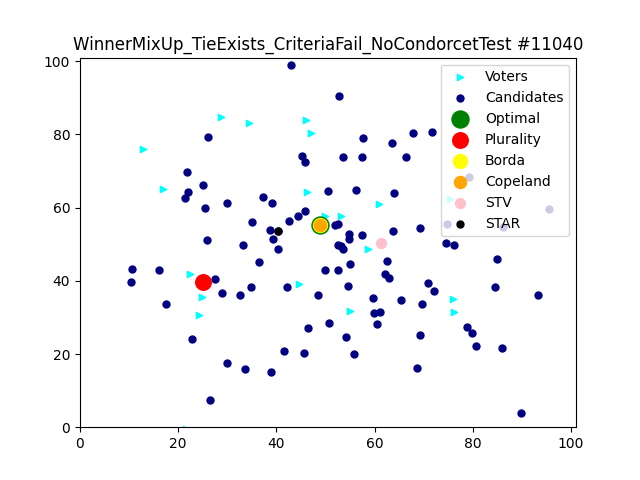 WinnerMixUp_TieExists_CriteriaFail_NoCondorcetTest #11040
Voters
Candidates
Optimal
Plurality
Borda
Copeland
STV
STAR
100
80
60
40
20
0
0 20 40 60 80 100